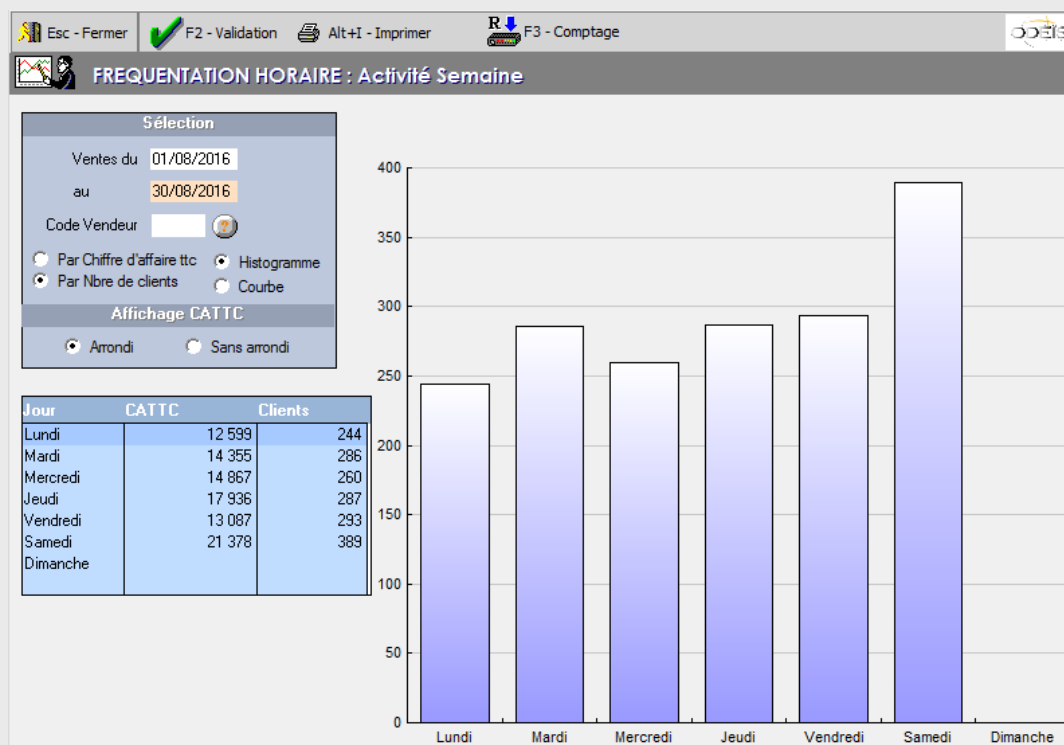 Esc - Fermer F2 - Validation Alt+I - Imprimer R F3 - Comptage
FREQUENTATION HORAIRE : Activité Semaine
Sélection
Ventes du 01/08/2016
au 30/08/2016
Code Vendeur ?
Par Chiffre d'affaire ttc Histogramme
Par Nbre de clients Courbe
Affichage CATTC
Arrondi Sans arrondi
Jour CATTC Clients
Lundi 12 599 244
Mardi 14 355 286
Mercredi 14 867 260
Jeudi 17 936 287
Vendredi 13 087 293
Samedi 21 378 389
Dimanche
400
350
300
250
200
150
100
50
0
Lundi Mardi Mercredi Jeudi Vendredi Samedi Dimanche